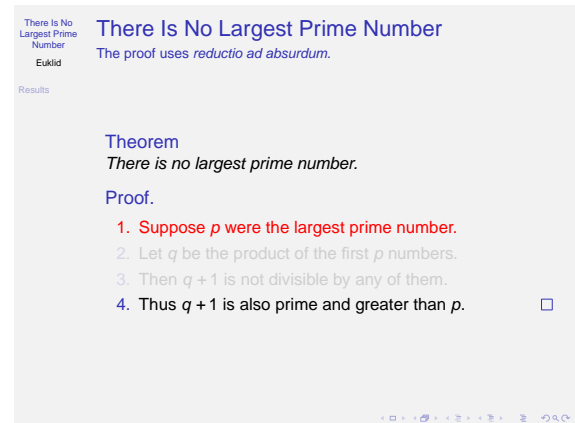 There Is No
Largest Prime
Number
Euklid
Results
There Is No Largest Prime Number
The proof uses reductio ad absurdum.
Theorem
There is no largest prime number.
Proof.
1. Suppose p were the largest prime number.
2. Let q be the product of the first p numbers.
3. Then q + 1 is not divisible by any of them.
4. Thus q + 1 is also prime and greater than p. □